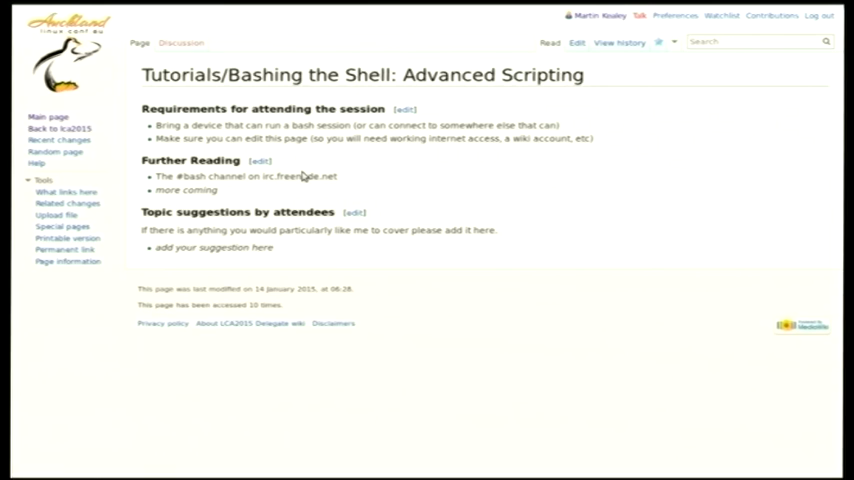 Auckland
linux.conf.au
Martin Kealey Talk Preferences Watchlist Contributions Log out
Page Discussion
Read Edit View history
Search
Tutorials/Bashing the Shell: Advanced Scripting
Requirements for attending the session [edit]
Bring a device that can run a bash session (or can connect to somewhere else that can)
Make sure you can edit this page (so you will need working internet access, a wiki account, etc)
Further Reading [edit]
The #bash channel on irc.freenode.net
more coming
Topic suggestions by attendees [edit]
If there is anything you would particularly like me to cover please add it here.
add your suggestion here
This page was last modified on 14 January 2015, at 06:28.
This page has been accessed 10 times.
Privacy policy About LCA2015 Delegate wiki Disclaimers
Main page
Back to lca2015
Recent changes
Random page
Help
Tools
What links here
Related changes
Upload file
Special pages
Printable version
Permanent link
Page information
Powered By
MediaWiki